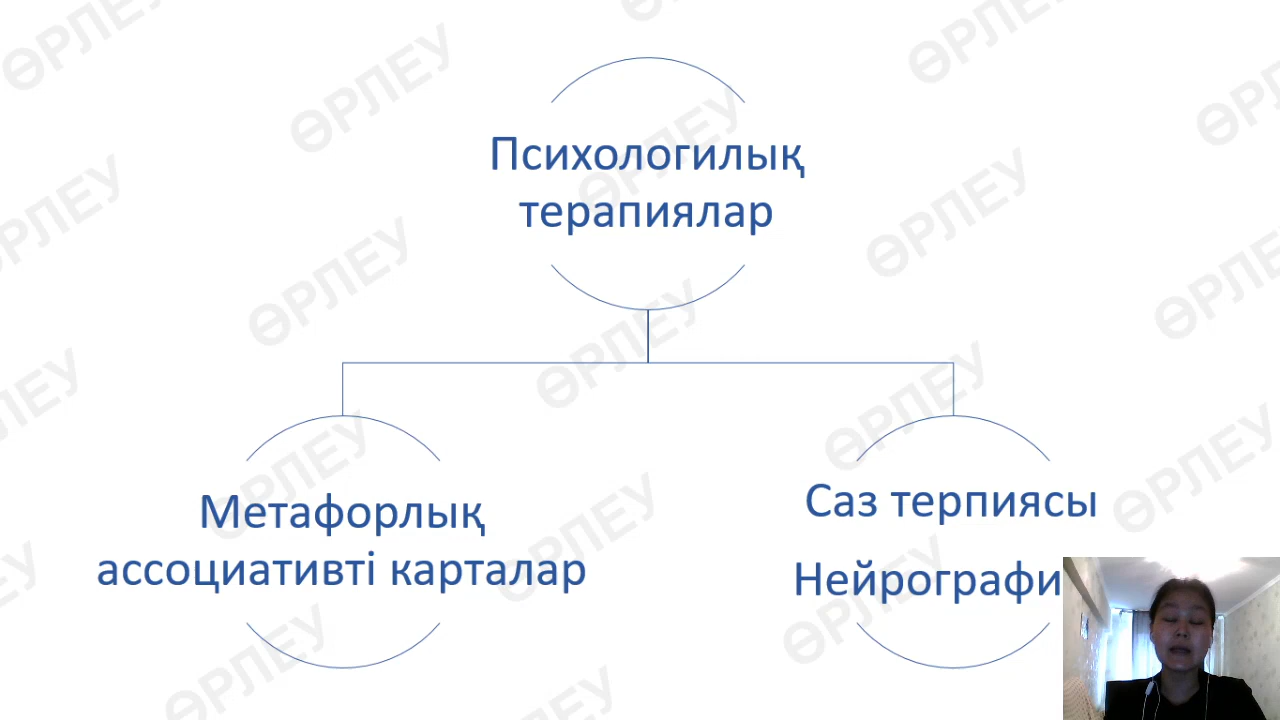 Психологилық
терапиялар
Метафорлық
ассоциативті карталар
Саз терпиясы
Нейрографи
ӨРЛЕУ